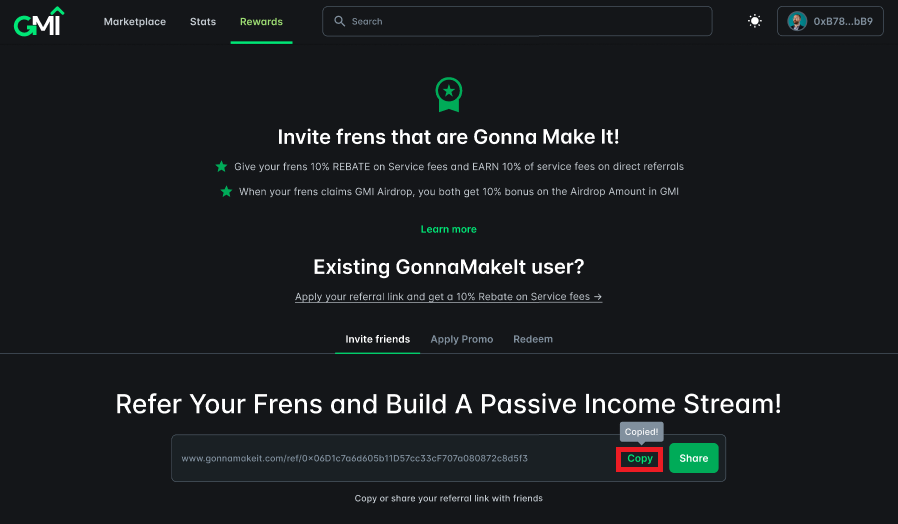 GMI
Marketplace Stats Rewards Search 0xB78...bB9
Invite frens that are Gonna Make It!
Give your frens 10% REBATE on Service fees and EARN 10% of service fees on direct referrals
When your frens claims GMI Airdrop, you both get 10% bonus on the Airdrop Amount in GMI
Learn more
Existing GonnaMakeIt user?
Apply your referral link and get a 10% Rebate on Service fees →
Invite friends Apply Promo Redeem
Refer Your Frens and Build A Passive Income Stream!
Copied!
www.gonnamakeit.com/ref/0x06D1c7a6d605b11D57cc33cF707a080872c8d5f3 Copy Share
Copy or share your referral link with friends